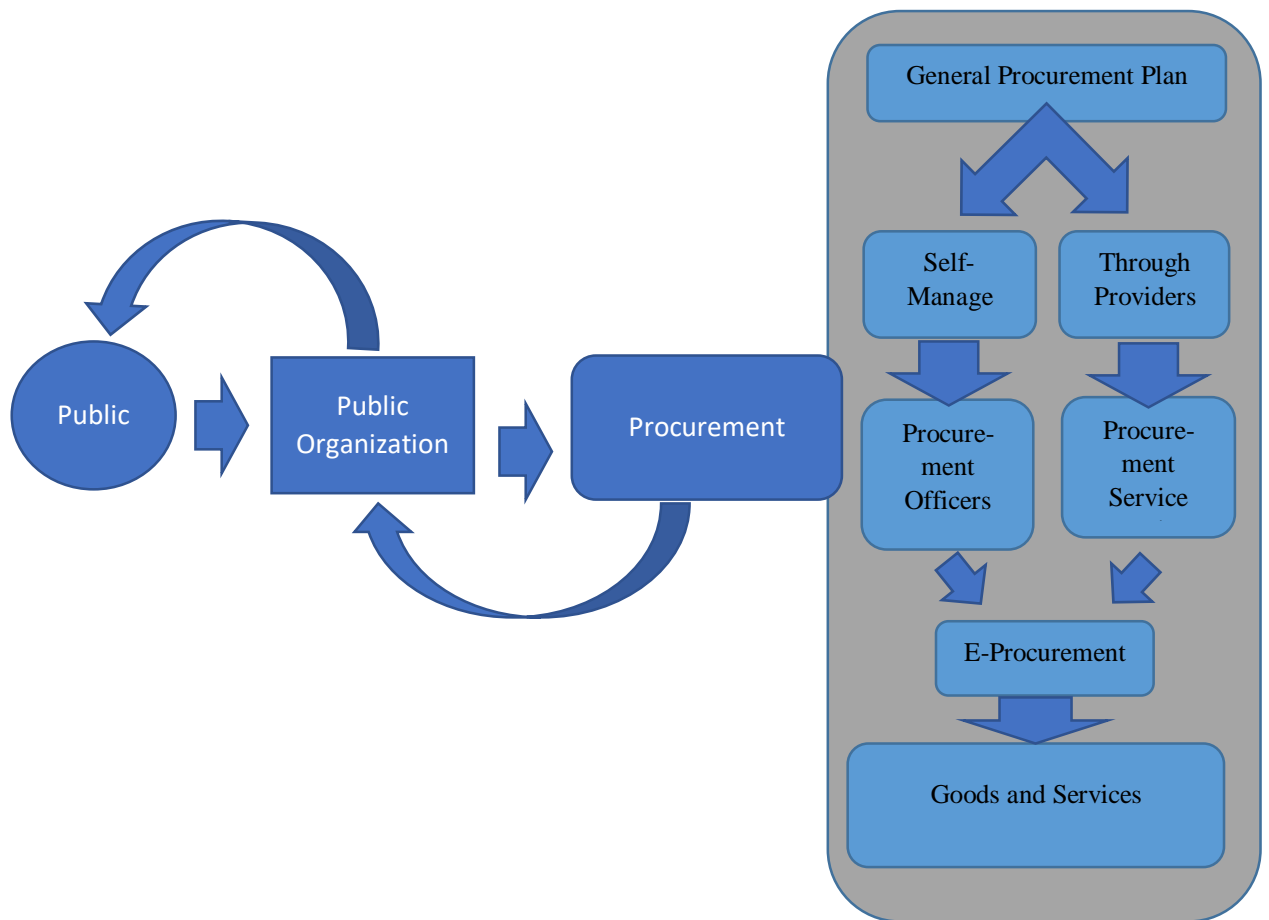 General Procurement Plan
Self-
Manage
Through
Providers
Public
Public
Organization
Procurement
Procure-
ment
Officers
Procure-
ment
Service
E-Procurement
Goods and Services